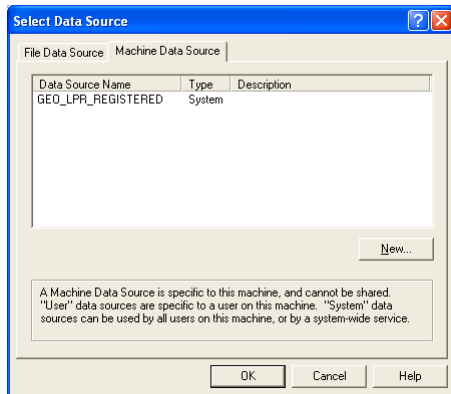 Select Data Source
File Data Source Machine Data Source
Data Source Name Type Description
GEO_LPR_REGISTERED System
New...
A Machine Data Source is specific to this machine, and cannot be shared.
"User" data sources are specific to a user on this machine. "System" data
sources can be used by all users on this machine, or by a system-wide service.
OK Cancel Help